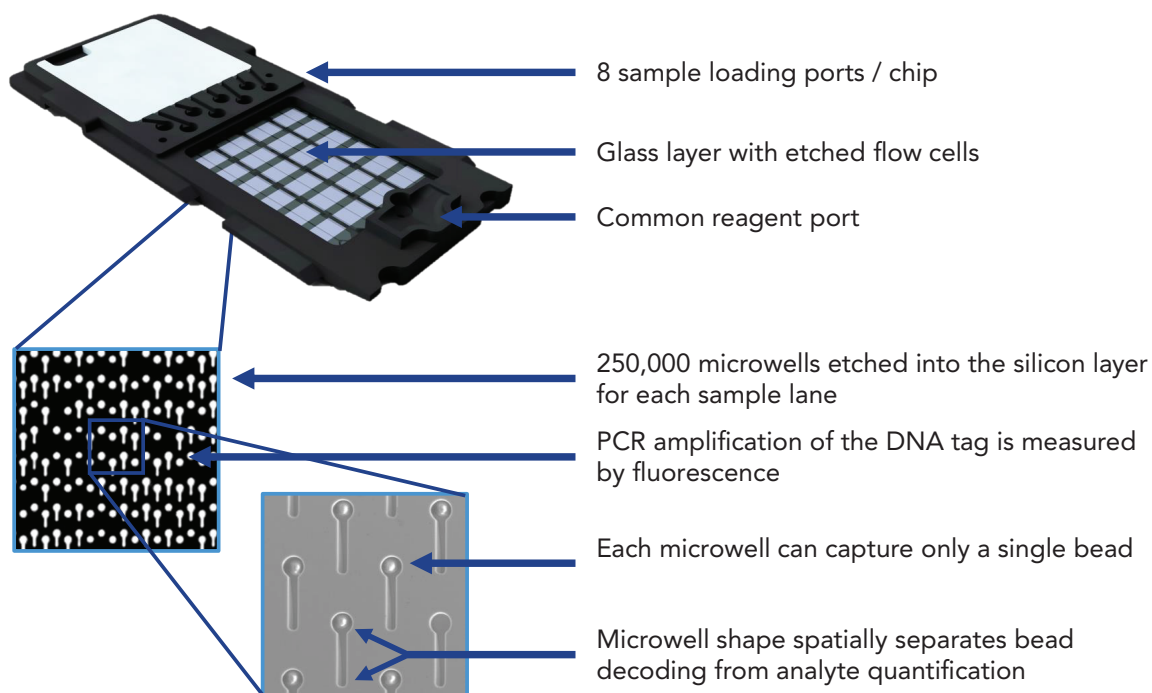 8 sample loading ports / chip
Glass layer with etched flow cells
Common reagent port
250,000 microwells etched into the silicon layer
for each sample lane
PCR amplification of the DNA tag is measured
by fluorescence
Each microwell can capture only a single bead
Microwell shape spatially separates bead
decoding from analyte quantification